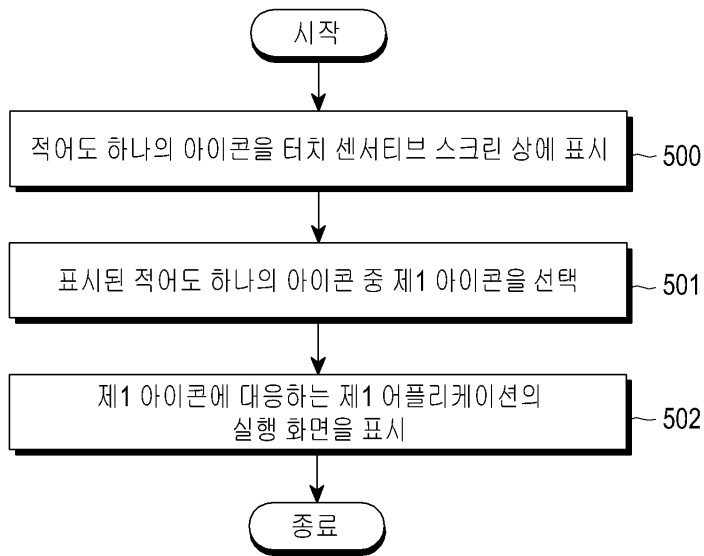 시작
적어도 하나의 아이콘을 터치 센서티브 스크린 상에 표시
500
표시된 적어도 하나의 아이콘 중 제1 아이콘을 선택
501
제1 아이콘에 대응하는 제1 어플리케이션의
실행 화면을 표시
502
종료